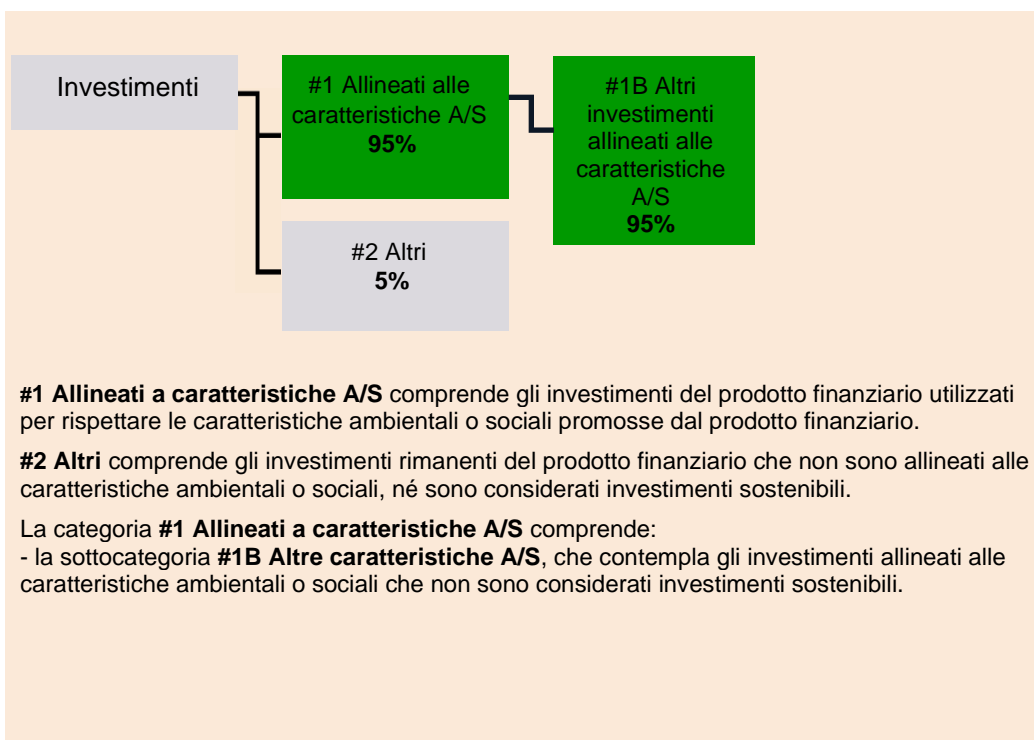 Investimenti
#1 Allineati alle
caratteristiche A/S
95%
#1B Altri
investimenti
allineati alle
caratteristiche
A/S
95%
#2 Altri
5%
#1 Allineati a caratteristiche A/S comprende gli investimenti del prodotto finanziario utilizzati
per rispettare le caratteristiche ambientali o sociali promosse dal prodotto finanziario.
#2 Altri comprende gli investimenti rimanenti del prodotto finanziario che non sono allineati alle
caratteristiche ambientali o sociali, né sono considerati investimenti sostenibili.
La categoria #1 Allineati a caratteristiche A/S comprende:
- la sottocategoria #1B Altre caratteristiche A/S, che contempla gli investimenti allineati alle
caratteristiche ambientali o sociali che non sono considerati investimenti sostenibili.